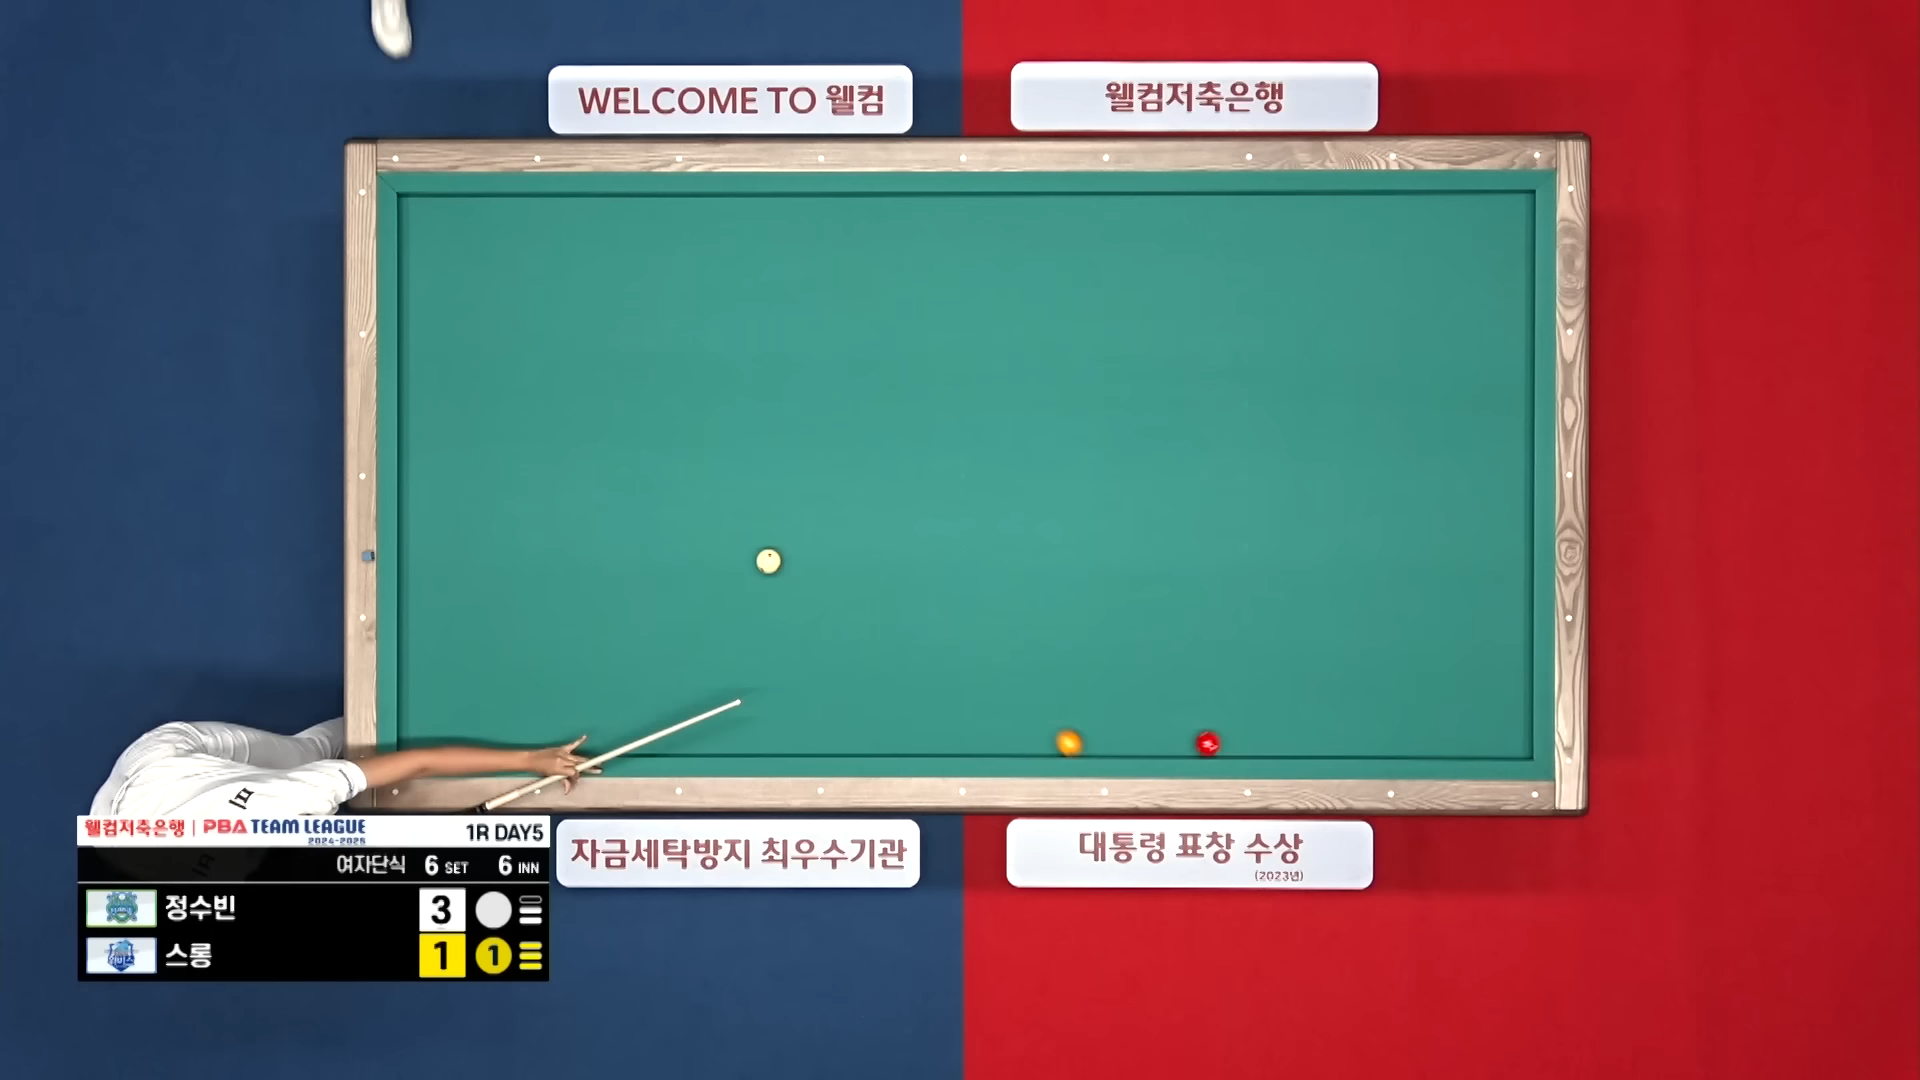 WELCOME TO 웰컴
웰컴저축은행
자금세탁방지 최우수기관
대통령 표창 수상
(2023년)
웰컴저축은행 | PBA TEAM LEAGUE
2024-2025
1R DAY5
여자단식 6 SET 6 INN
정수빈 3
스롱 1 1